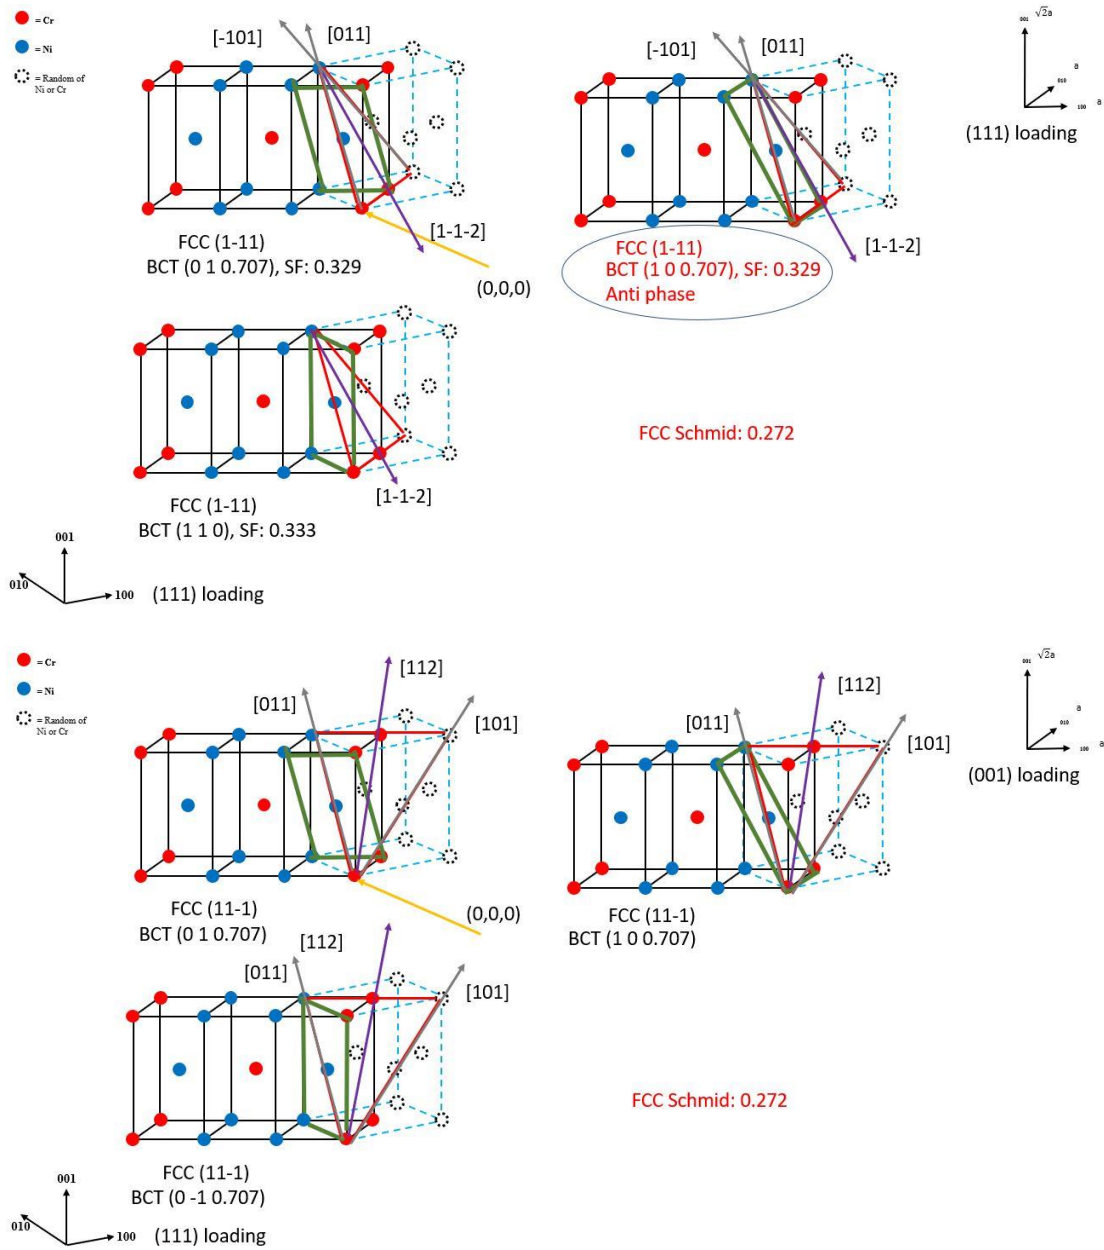 = Cr
= Ni
= Random of
Ni or Cr
[-101]
[011]
[1-1-2]
(0,0,0)
FCC (1-11)
BCT (0 1 0.707), SF: 0.329
[-101]
[011]
[1-1-2]
FCC (1-11)
BCT (1 0 0.707), SF: 0.329
Anti phase
001
√2a
010
a
100
a
(111) loading
[1-1-2]
FCC (1-11)
BCT (1 1 0), SF: 0.333
FCC Schmid: 0.272
001
010
100
(111) loading
= Cr
= Ni
= Random of
Ni or Cr
[112]
[011]
[101]
(0,0,0)
FCC (11-1)
BCT (0 1 0.707)
[112]
[011]
[101]
FCC (11-1)
BCT (1 0 0.707)
001
√2a
010
a
100
a
(001) loading
[112]
[011]
[101]
FCC (11-1)
BCT (0 -1 0.707)
FCC Schmid: 0.272
001
010
100
(111) loading